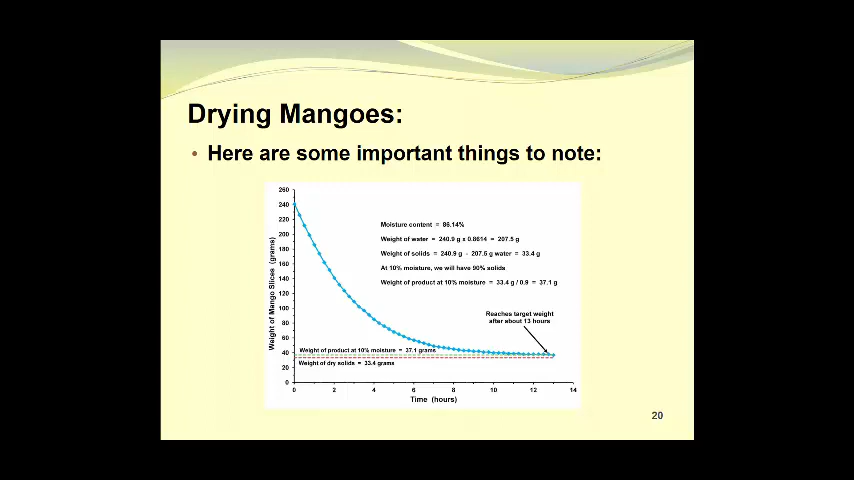 Drying Mangoes:
• Here are some important things to note:
260
240
220
200
180
160
140
120
100
80
60
40
20
0
Weight of Mango Slices (grams)
Moisture content = 86.14%
Weight of water = 240.9 g x 0.8614 = 207.5 g
Weight of solids = 240.9 g - 207.5 g water = 33.4 g
At 10% moisture, we will have 90% solids
Weight of product at 10% moisture = 33.4 g / 0.9 = 37.1 g
Reaches target weight
after about 13 hours
Weight of product at 10% moisture = 37.1 grams
Weight of dry solids = 33.4 grams
0 2 4 6 8 10 12 14
Time (hours)
20